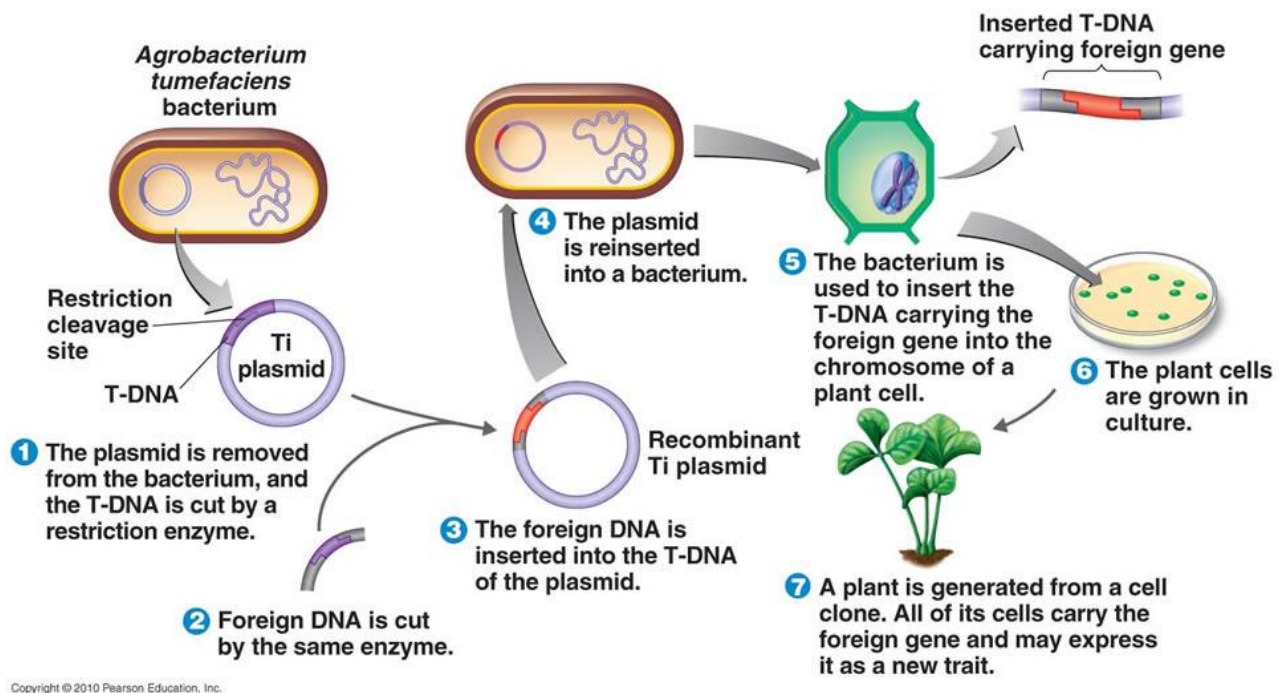 Agrobacterium
tumefaciens
bacterium
Restriction
cleavage
site
T-DNA
Ti
plasmid
1 The plasmid is removed
from the bacterium, and
the T-DNA is cut by a
restriction enzyme.
2 Foreign DNA is cut
by the same enzyme.
3 The foreign DNA is
inserted into the T-DNA
of the plasmid.
Recombinant
Ti plasmid
4 The plasmid
is reinserted
into a bacterium.
5 The bacterium is
used to insert the
T-DNA carrying the
foreign gene into the
chromosome of a
plant cell.
Inserted T-DNA
carrying foreign gene
6 The plant cells
are grown in
culture.
7 A plant is generated from a cell
clone. All of its cells carry the
foreign gene and may express
it as a new trait.
Copyright © 2010 Pearson Education, Inc.